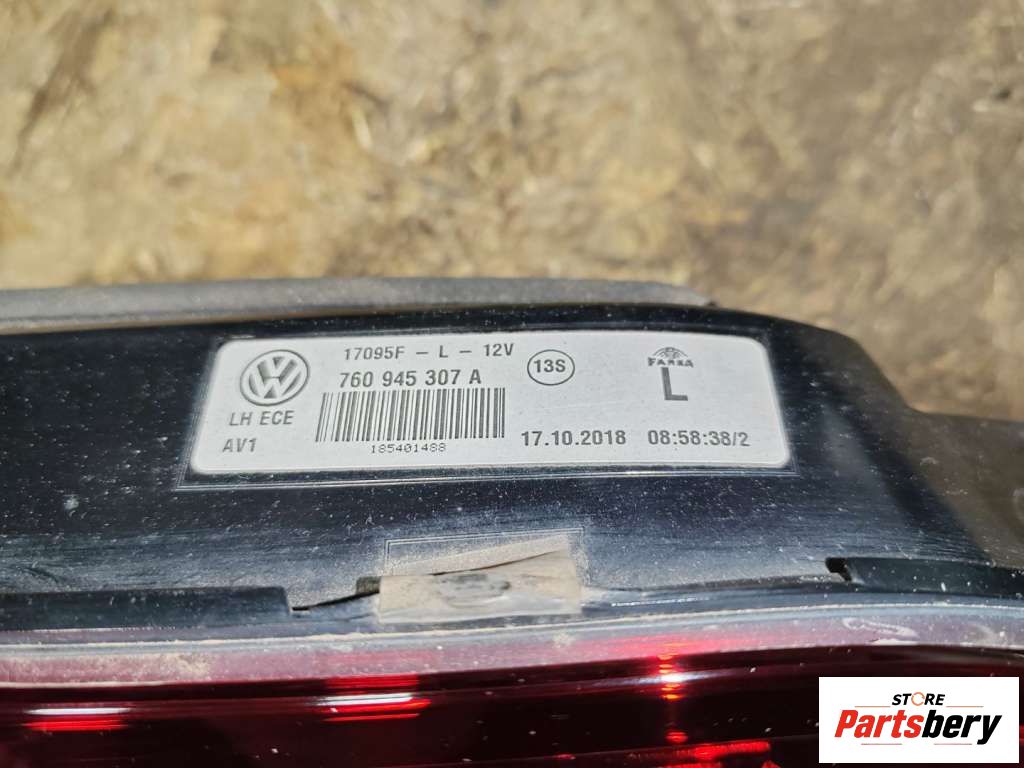 17095F - L - 12V
760 945 307 A
13S
FARBA
L
LH ECE
AV1
185401488
17.10.2018 08:58:38/2
STORE
Partsbery